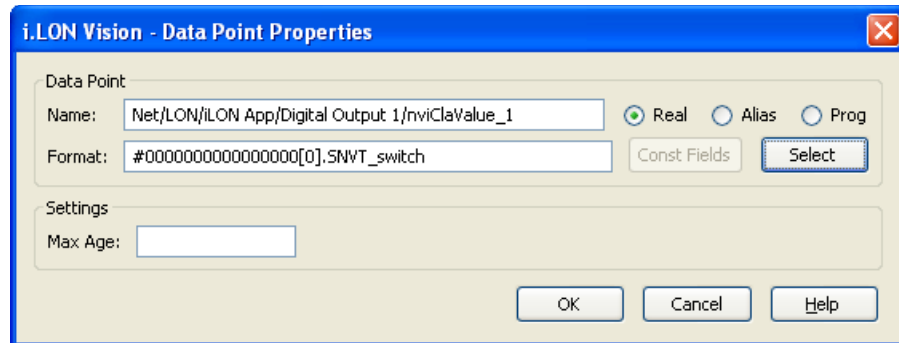 i.LON Vision - Data Point Properties
Data Point
Name: Net/LON/iLON App/Digital Output 1/nviClaValue_1 Real Alias Prog
Format: #0000000000000000[0].SNVT_switch Const Fields Select
Settings
Max Age:
OK Cancel Help